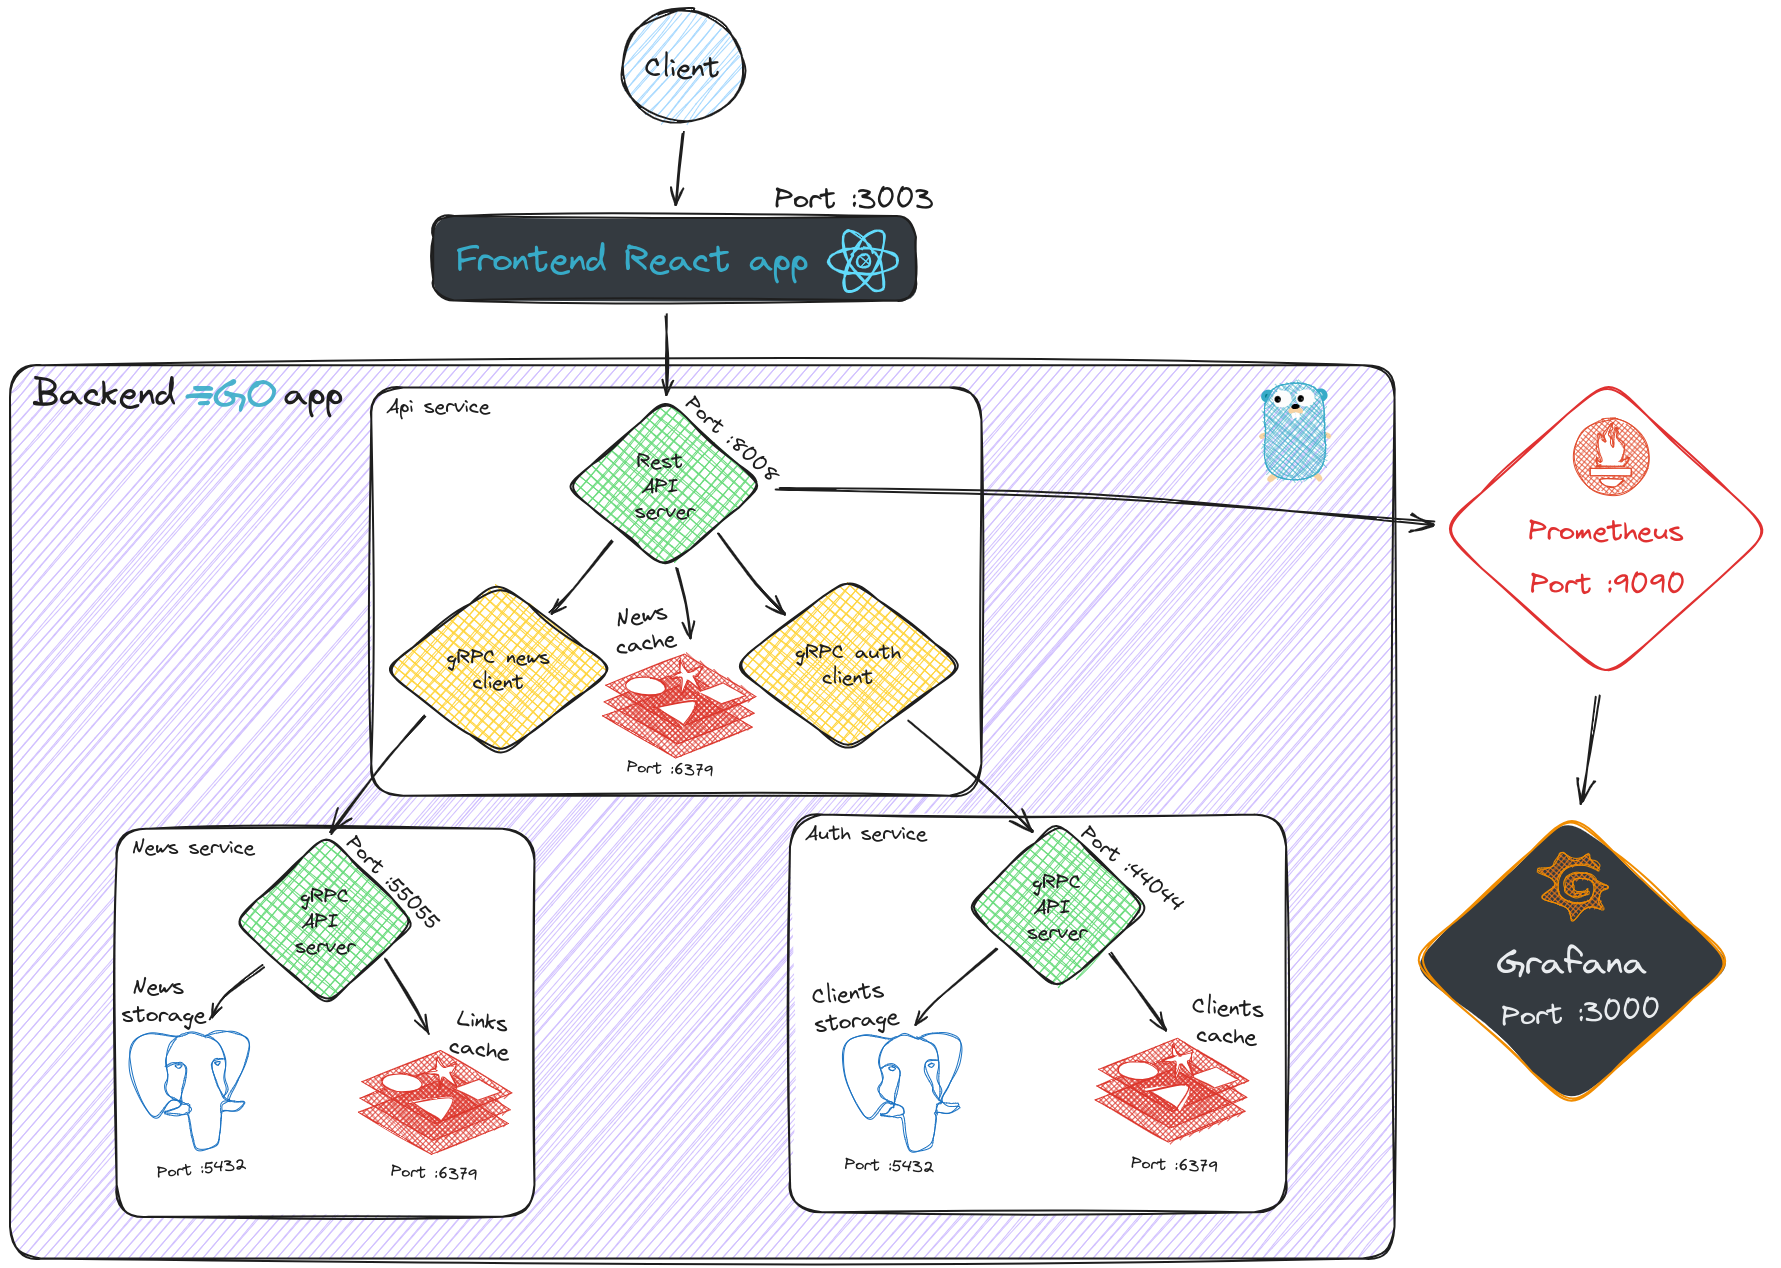 Client
Port :3003
Frontend React app
Backend GO app
Api service
Port :8008
Rest
API
server
Prometheus
Port :9090
News
cache
gRPC news
client
gRPC auth
client
Port :6379
News service
Port :55055
gRPC
API
server
News
storage
Links
cache
Port :5432
Port :6379
Auth service
Port :44044
gRPC
API
server
Clients
storage
Clients
cache
Port :5432
Port :6379
Grafana
Port :3000